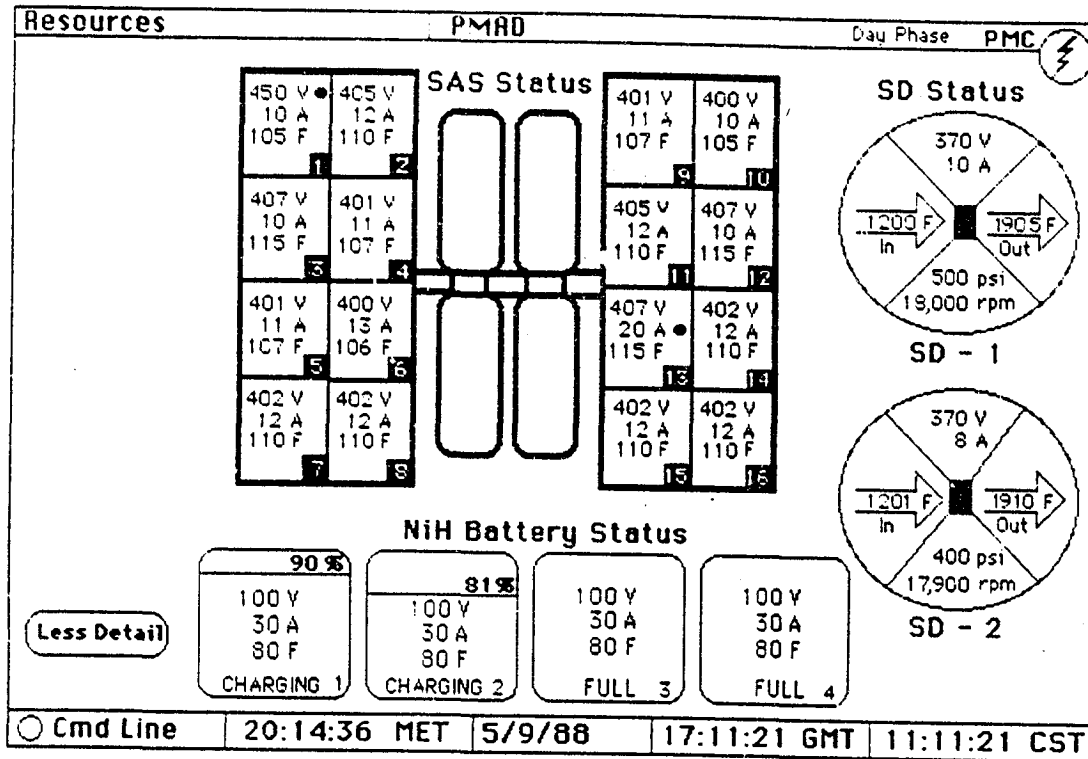 Resources
PMAD
Day Phase
PMC
SAS Status
450 V
10 A
105 F
1
405 V
12 A
110 F
2
407 V
10 A
115 F
3
401 V
11 A
107 F
4
401 V
11 A
107 F
5
400 V
13 A
106 F
6
402 V
12 A
110 F
7
402 V
12 A
110 F
8
401 V
11 A
107 F
9
400 V
10 A
105 F
10
405 V
12 A
110 F
11
407 V
10 A
115 F
12
407 V
20 A
115 F
13
402 V
12 A
110 F
14
402 V
12 A
110 F
15
402 V
12 A
110 F
16
SD Status
370 V
10 A
1200 F
In
1905 F
Out
500 psi
18,000 rpm
SD - 1
370 V
8 A
1201 F
In
1910 F
Out
400 psi
17,900 rpm
SD - 2
NiH Battery Status
90 %
100 V
30 A
80 F
CHARGING 1
81%
100 V
30 A
80 F
CHARGING 2
100 V
30 A
80 F
FULL 3
100 V
30 A
80 F
FULL 4
Less Detail
Cmd Line
20:14:36 MET
5/9/88
17:11:21 GMT
11:11:21 CST